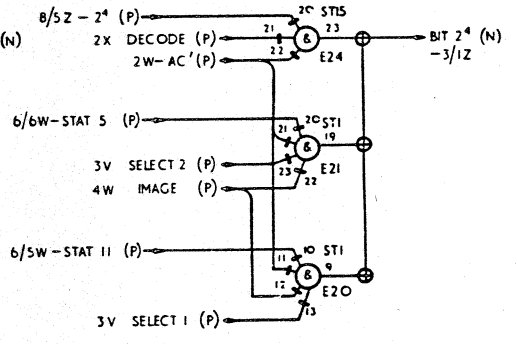 8/5Z - 2⁴ (P)
20 ST15
(N)
2X DECODE (P)
21
&
23
BIT 2⁴ (N)
2W-AC' (P)
22
E24
-3/1Z
6/6W-STAT 5 (P)
20 ST1
21
&
19
3V SELECT 2 (P)
23
E21
4W IMAGE (P)
22
6/5W-STAT 11 (P)
10 ST1
11
&
9
12
E20
13
3V SELECT 1 (P)